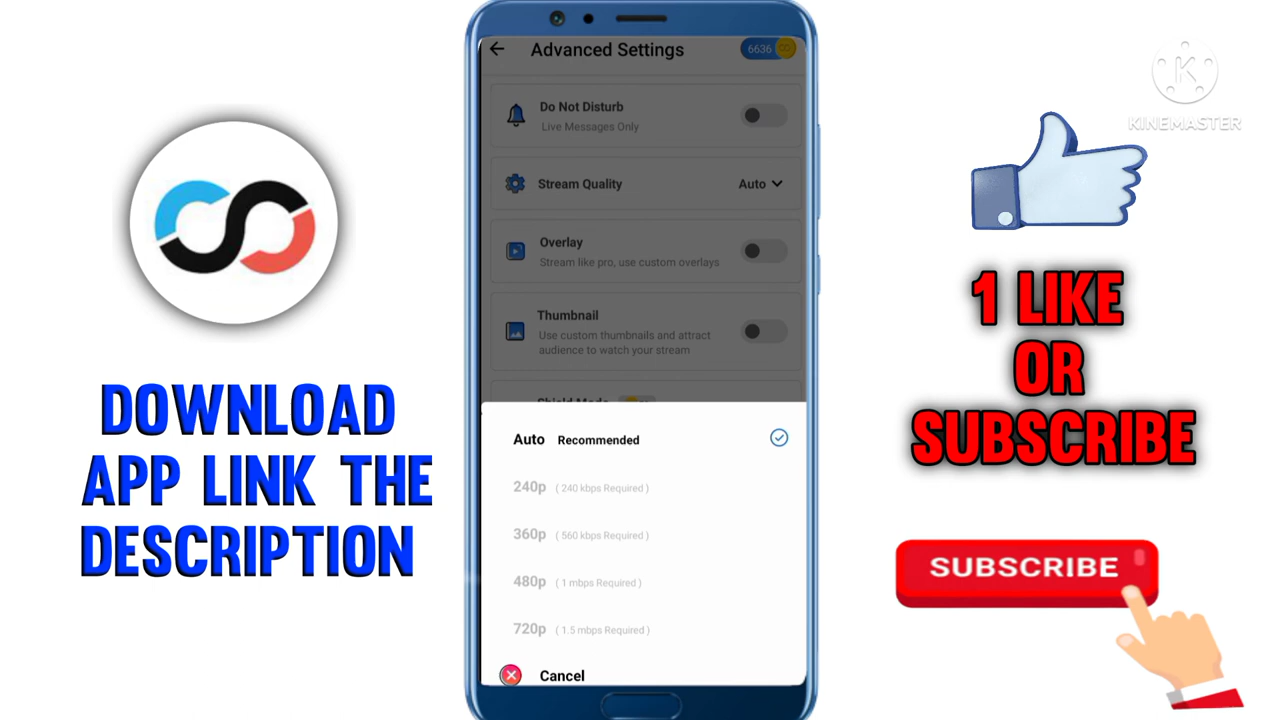 DOWNLOAD
APP LINK THE
DESCRIPTION
Advanced Settings
6636
Do Not Disturb
Live Messages Only
Stream Quality
Auto
Overlay
Stream like pro, use custom overlays
Thumbnail
Use custom thumbnails and attract
audience to watch your stream
Shield Mode
Auto Recommended
240p ( 240 kbps Required )
360p ( 560 kbps Required )
480p ( 1 mbps Required )
720p ( 1.5 mbps Required )
Cancel
KINEMASTER
1 LIKE
OR
SUBSCRIBE
SUBSCRIBE